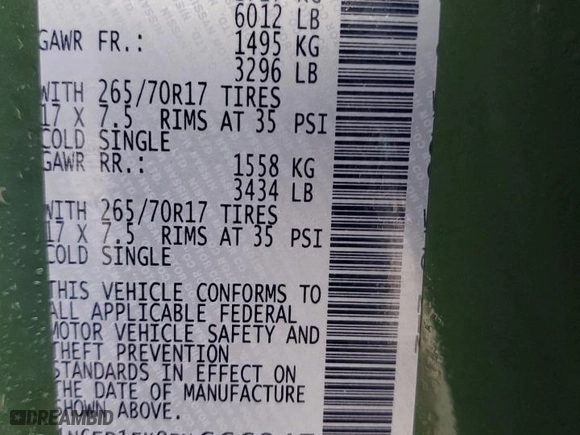 6012 LB
GAWR FR.: 1495 KG
3296 LB
WITH 265/70R17 TIRES
17 X 7.5 RIMS AT 35 PSI
COLD SINGLE
GAWR RR.: 1558 KG
3434 LB
WITH 265/70R17 TIRES
17 X 7.5 RIMS AT 35 PSI
COLD SINGLE
THIS VEHICLE CONFORMS TO
ALL APPLICABLE FEDERAL
MOTOR VEHICLE SAFETY AND
THEFT PREVENTION
STANDARDS IN EFFECT ON
THE DATE OF MANUFACTURE
SHOWN ABOVE.
DREAMBID